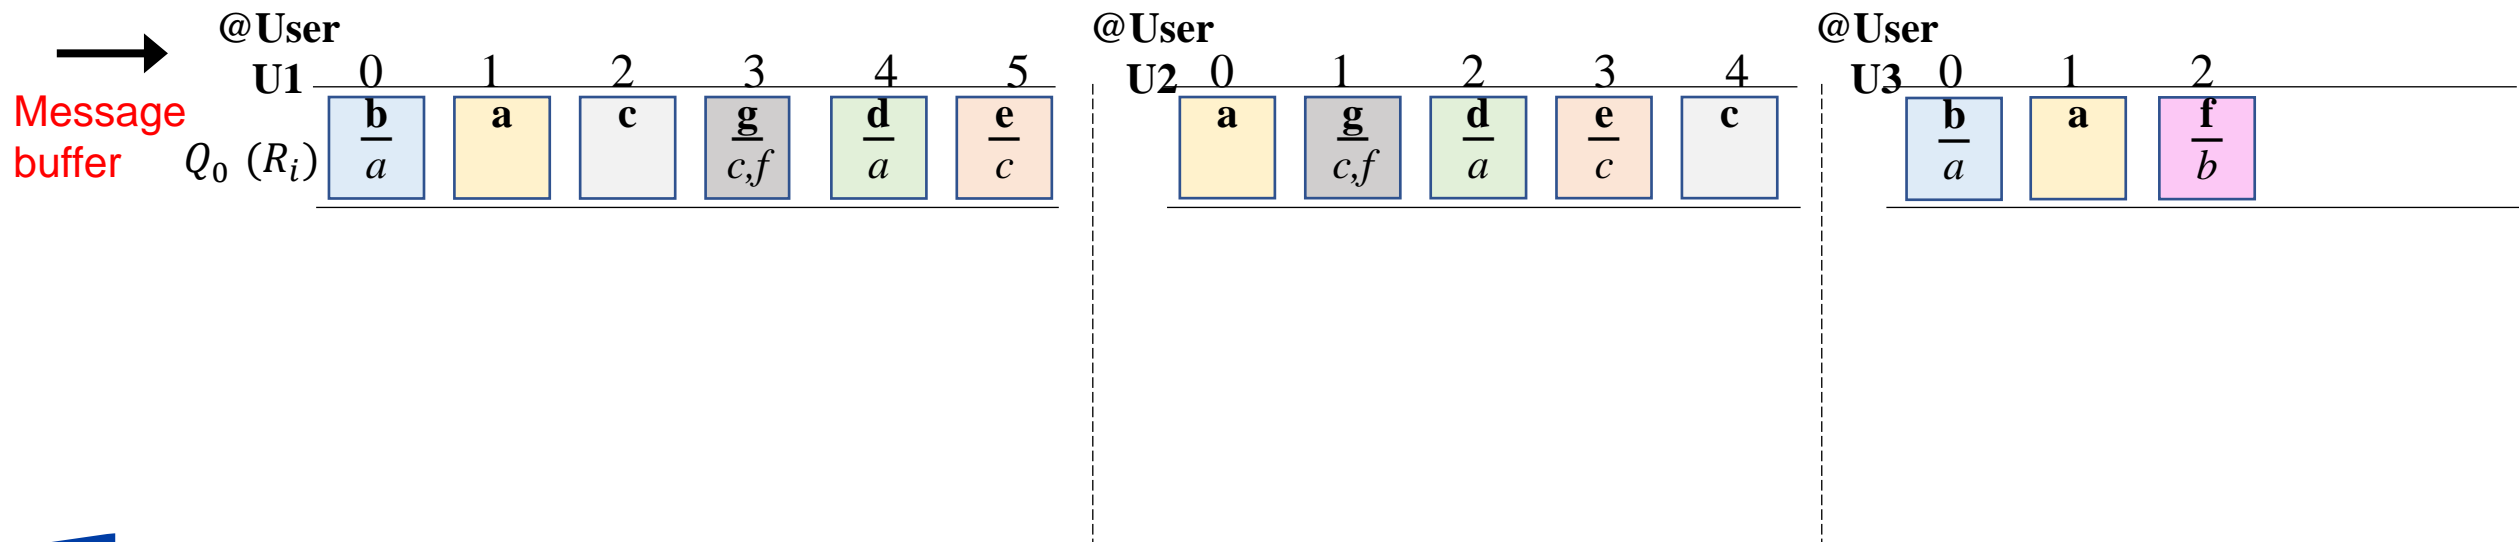 @User
U1 0 1 2 3 4 5
Message buffer
Q₀ (Rᵢ)
b a c g d e
a c,f a c
@User
U2 0 1 2 3 4
a g d e c
c,f a c
@User
U3 0 1 2
b a f
a b